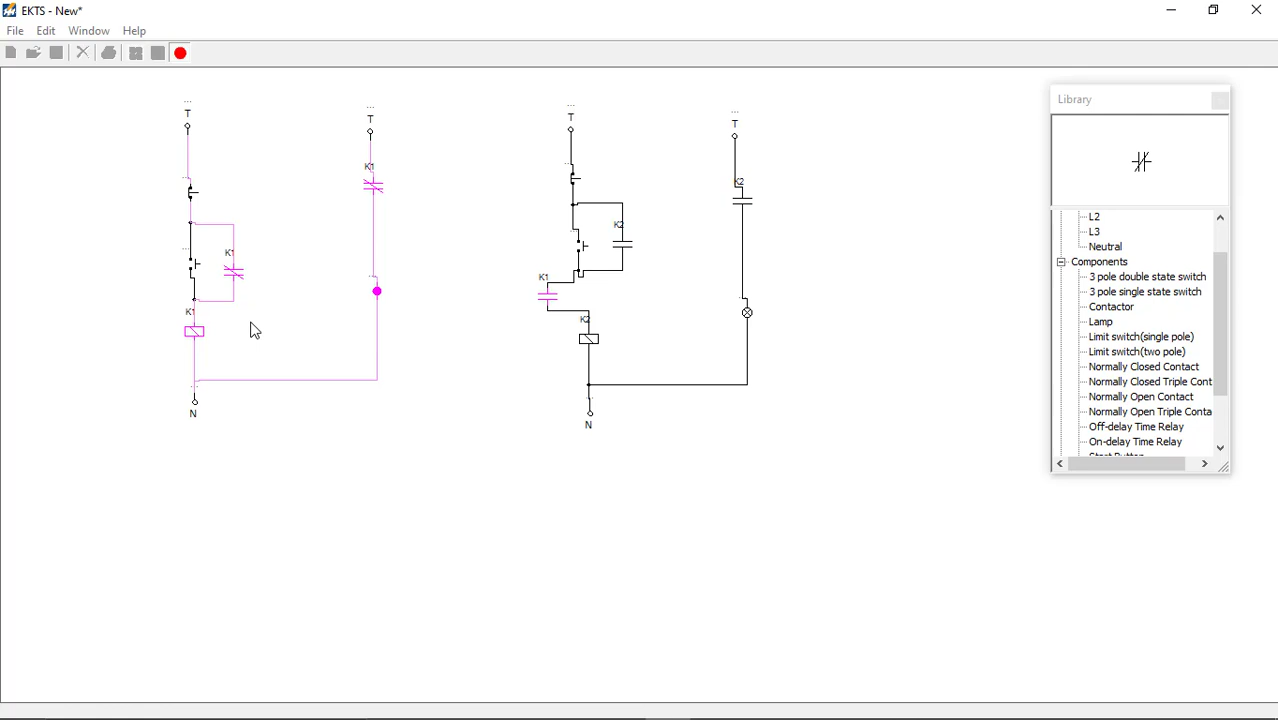 EKTS - New*
File Edit Window Help
T
T
T
T
K1
K1
K1
N
K2
K2
K1
K2
N
Library
L2
L3
Neutral
Components
3 pole double state switch
3 pole single state switch
Contactor
Lamp
Limit switch(single pole)
Limit switch(two pole)
Normally Closed Contact
Normally Closed Triple Cont
Normally Open Contact
Normally Open Triple Conta
Off-delay Time Relay
On-delay Time Relay
Start Button